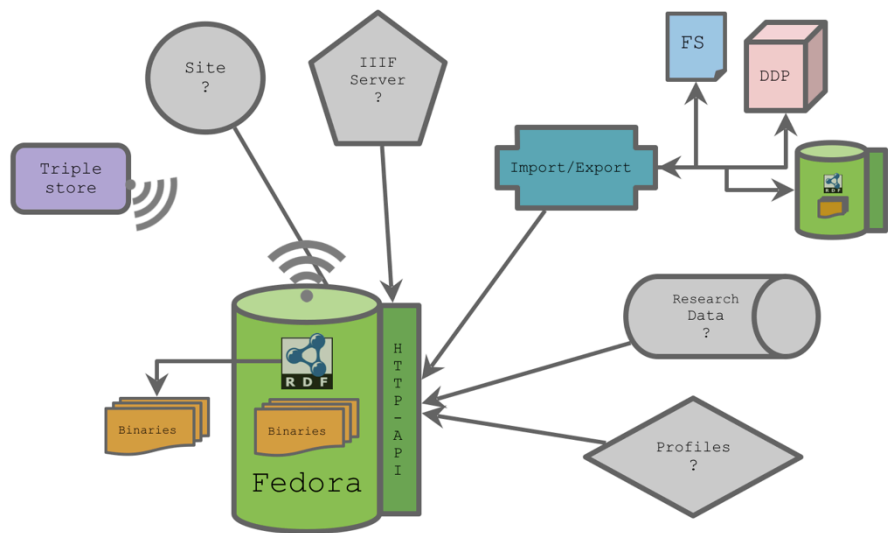 Site
?
IIIF
Server
?
FS
DDP
Triple
store
Import/Export
RDF
Research
Data
?
HTTP-API
RDF
Binaries
Binaries
Profiles
?
Fedora